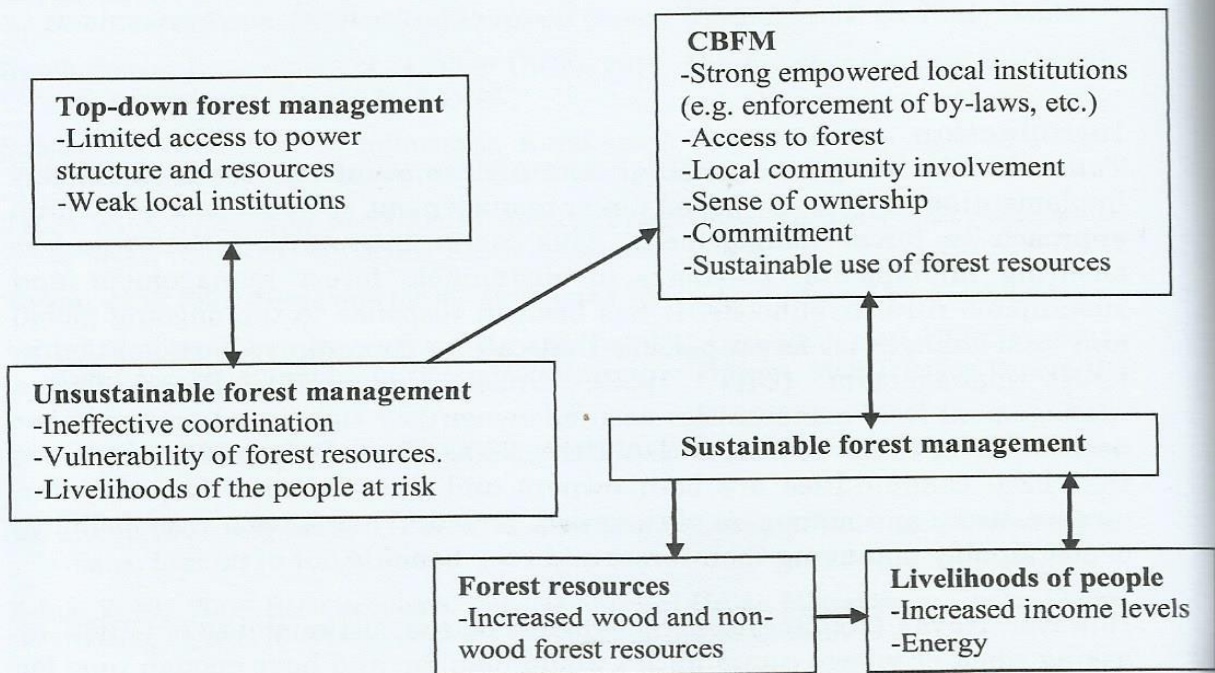 Top-down forest management
-Limited access to power
structure and resources
-Weak local institutions
CBFM
-Strong empowered local institutions
(e.g. enforcement of by-laws, etc.)
-Access to forest
-Local community involvement
-Sense of ownership
-Commitment
-Sustainable use of forest resources
Unsustainable forest management
-Ineffective coordination
-Vulnerability of forest resources.
-Livelihoods of the people at risk
Sustainable forest management
Forest resources
-Increased wood and non-
wood forest resources
Livelihoods of people
-Increased income levels
-Energy